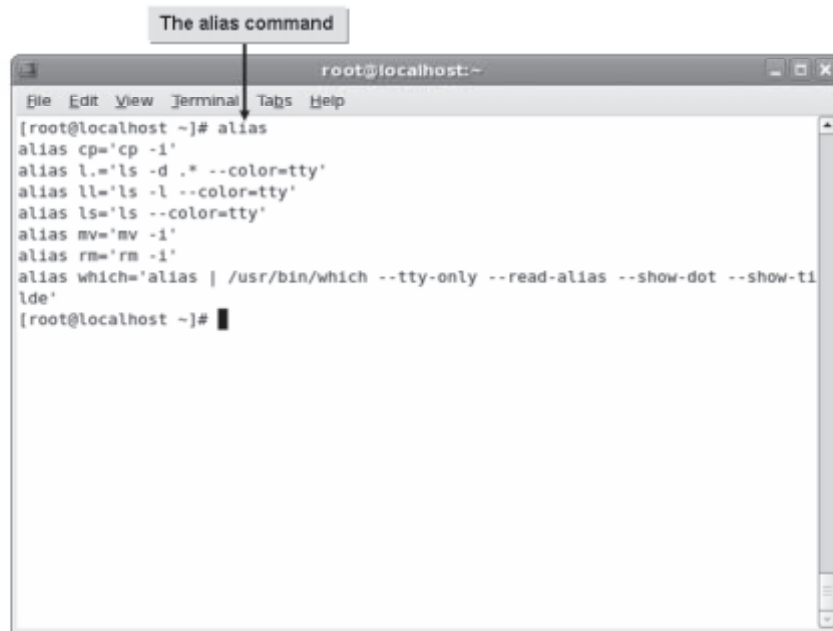 The alias command
root@localhost:~
File Edit View Terminal Tabs Help
[root@localhost ~]# alias
alias cp='cp -i'
alias l.='ls -d .* --color=tty'
alias ll='ls -l --color=tty'
alias ls='ls --color=tty'
alias mv='mv -i'
alias rm='rm -i'
alias which='alias | /usr/bin/which --tty-only --read-alias --show-dot --show-ti
lde'
[root@localhost ~]#